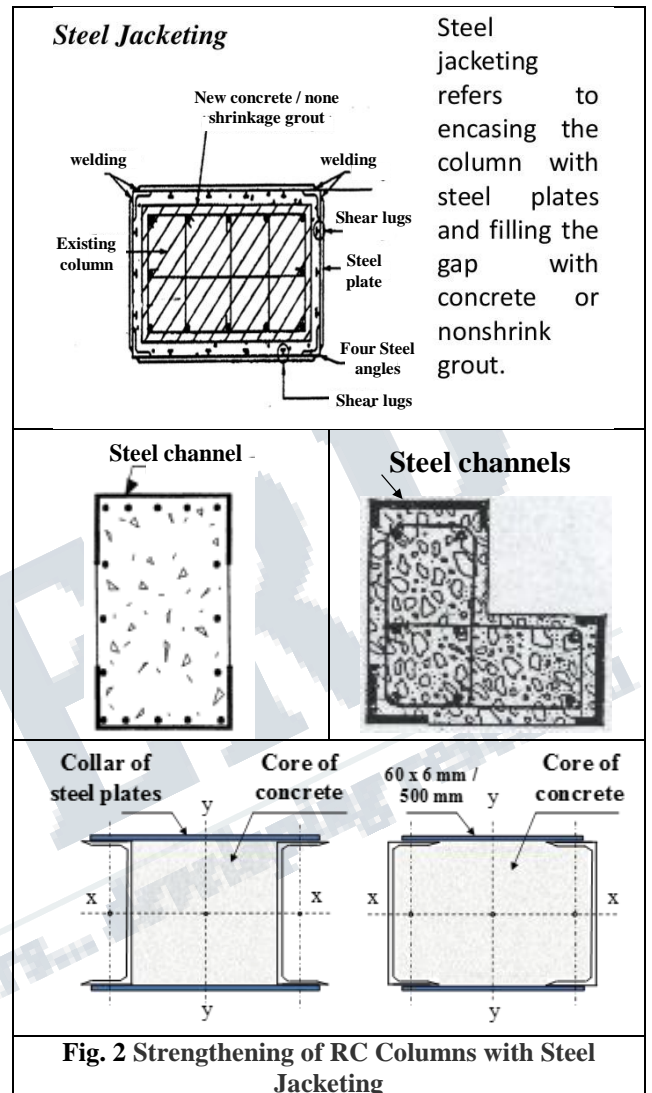 Steel Jacketing
Steel
jacketing
refers to
encasing the
column with
steel plates
and filling the
gap with
concrete or
nonshrink
grout.
New concrete / none
shrinkage grout
welding
welding
Shear lugs
Existing
column
Steel
plate
Four Steel
angles
Shear lugs
Steel channel
Steel channels
Collar of
steel plates
Core of
concrete
y
x
x
y
60 x 6 mm /
500 mm
y
Core of
concrete
x
x
y
Fig. 2 Strengthening of RC Columns with Steel
Jacketing